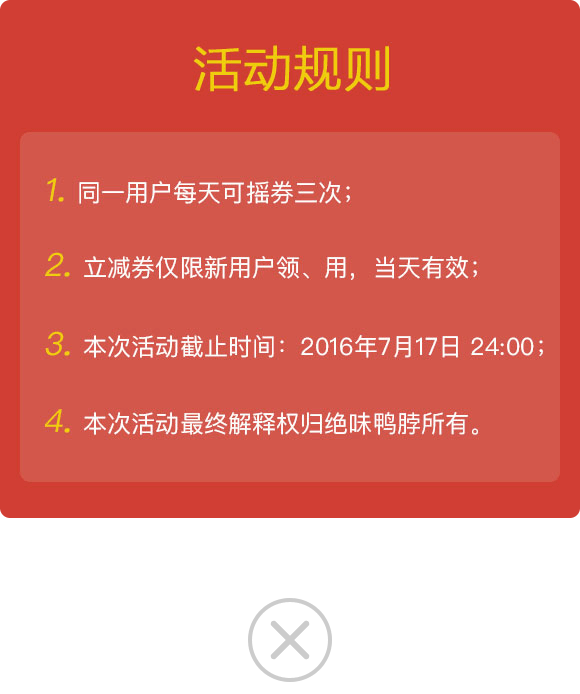 活动规则
1. 同一用户每天可摇券三次；
2. 立减券仅限新用户领、用，当天有效；
3. 本次活动截止时间：2016年7月17日 24:00；
4. 本次活动最终解释权归绝味鸭脖所有。